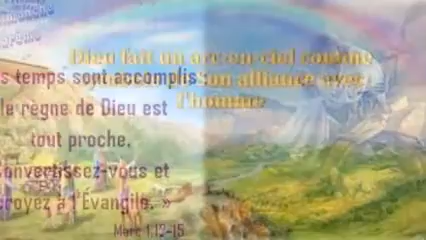 Dieu fait un arc-en-ciel comme
Son alliance avec
l'homme
s temps sont accomplis
le règne de Dieu est
tout proche.
onvertissez-vous et
croyez à l'Évangile. »
Marc 1,12-15